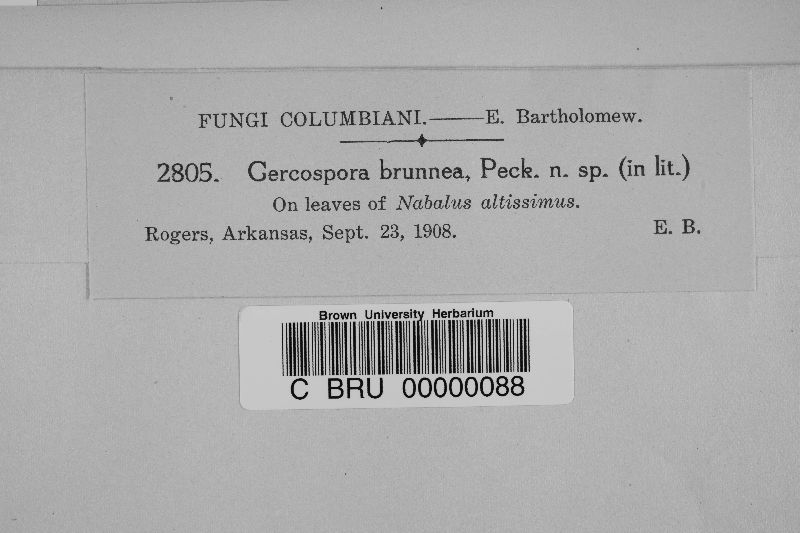 FUNGI COLUMBIANI.——E. Bartholomew.
2805. Cercospora brunnea, Peck. n. sp. (in lit.)
On leaves of Nabalus altissimus.
Rogers, Arkansas, Sept. 23, 1908. E. B.
Brown University Herbarium
C BRU 00000088